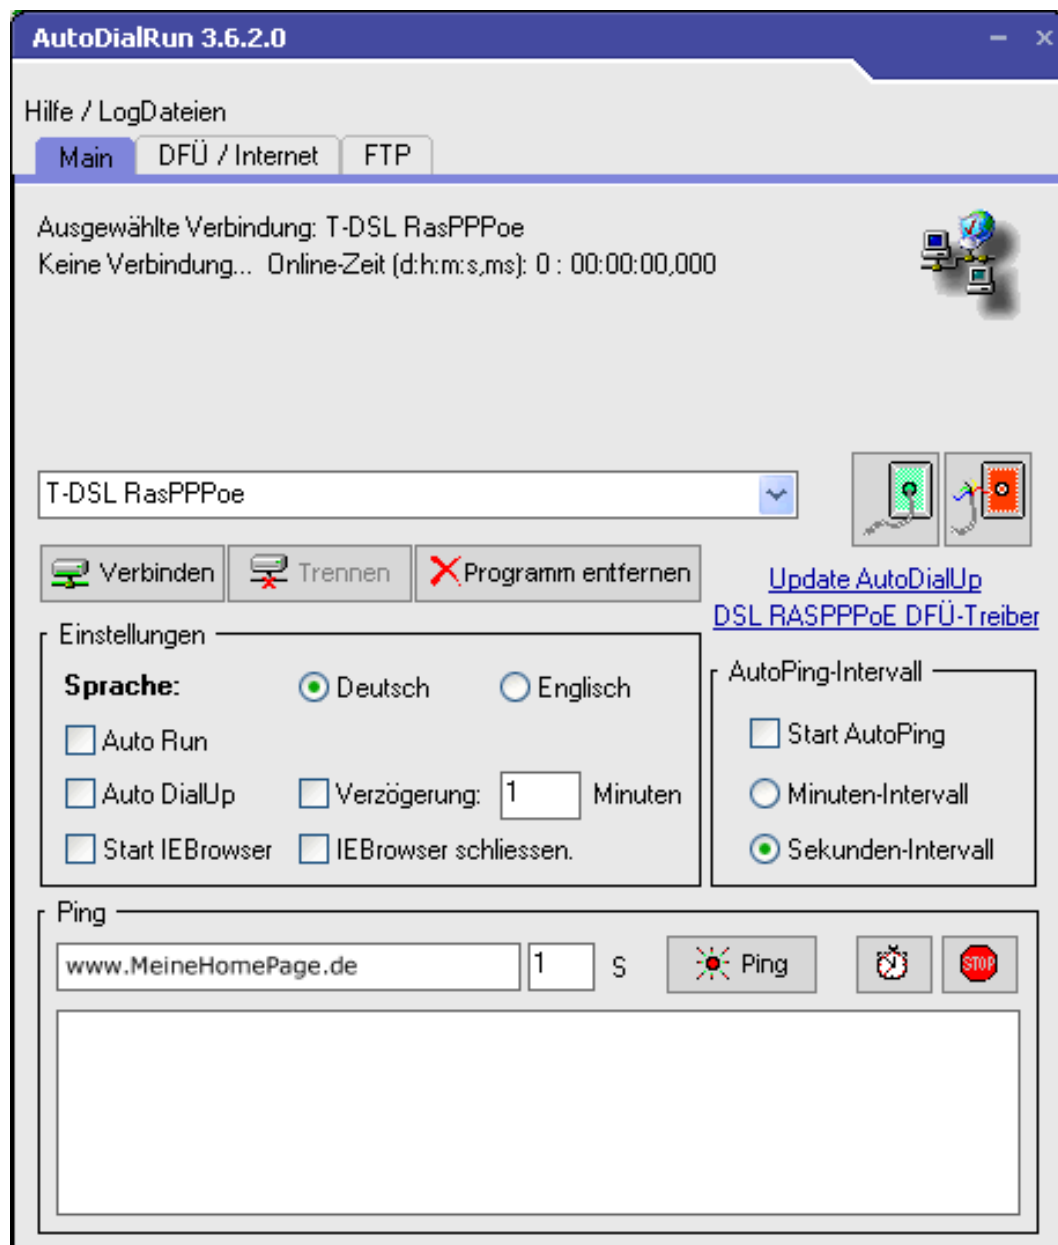 AutoDialRun 3.6.2.0
Hilfe / LogDateien
Main DFÜ / Internet FTP
Ausgewählte Verbindung: T-DSL RasPPPoe
Keine Verbindung... Online-Zeit (d:h:m:s,ms): 0 : 00:00:00,000
T-DSL RasPPPoe
Verbinden Trennen Programm entfernen
Update AutoDialUp
DSL RASPPPoE DFÜ-Treiber
Einstellungen
Sprache: Deutsch Englisch
Auto Run
Auto DialUp Verzögerung: 1 Minuten
Start IEBrowser IEBrowser schliessen.
AutoPing-Intervall
Start AutoPing
Minuten-Intervall
Sekunden-Intervall
Ping
www.MeineHomePage.de 1 S Ping STOP